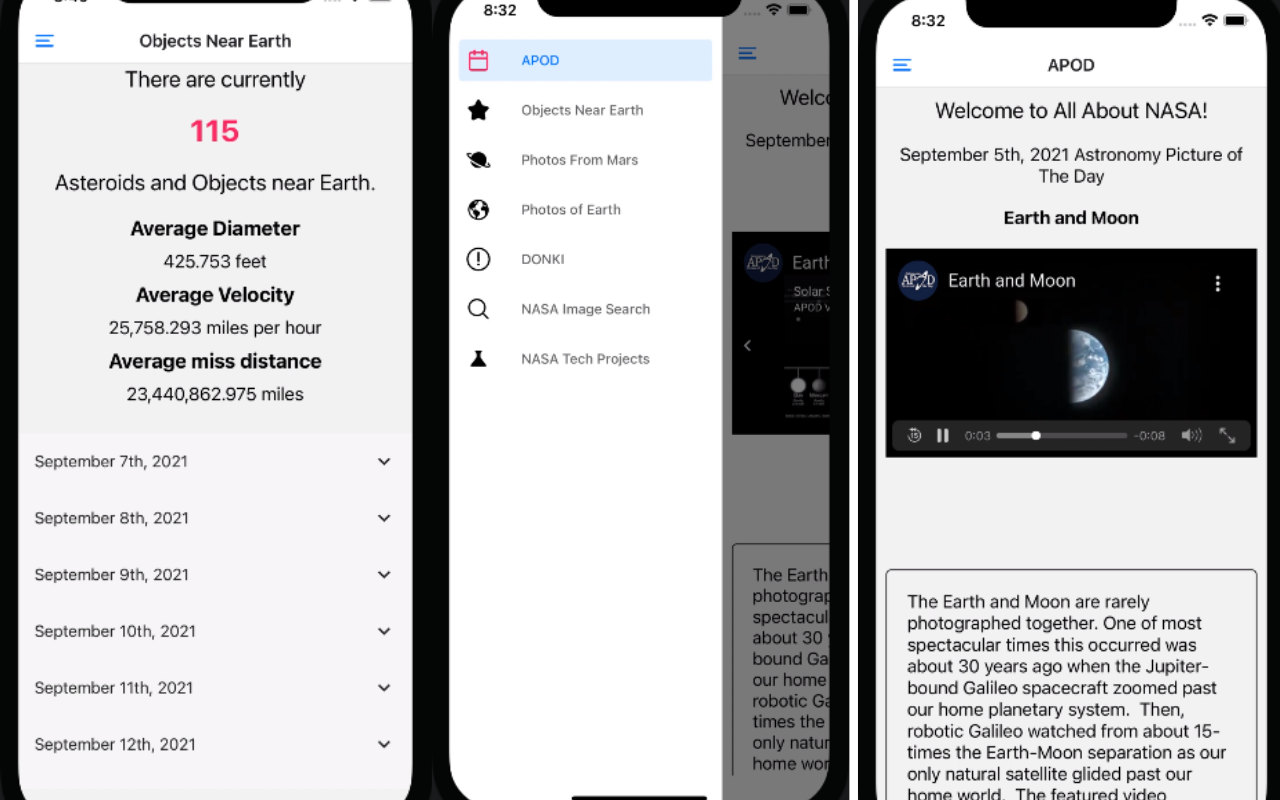 Objects Near Earth
There are currently
115
Asteroids and Objects near Earth.
Average Diameter
425.753 feet
Average Velocity
25,758.293 miles per hour
Average miss distance
23,440,862.975 miles
September 7th, 2021
September 8th, 2021
September 9th, 2021
September 10th, 2021
September 11th, 2021
September 12th, 2021
8:32
APOD
Objects Near Earth
Photos From Mars
Photos of Earth
DONKI
NASA Image Search
NASA Tech Projects
Welco
September
Earth
Solar S
APOD V
The Earth
photograp
spectacul
about 30 y
bound Ga
our home
robotic Ga
times the
only natur
home wor
8:32
APOD
Welcome to All About NASA!
September 5th, 2021 Astronomy Picture of
The Day
Earth and Moon
APOD
Earth and Moon
15
0:03
-0:08
The Earth and Moon are rarely
photographed together. One of most
spectacular times this occurred was
about 30 years ago when the Jupiter-
bound Galileo spacecraft zoomed past
our home planetary system.  Then,
robotic Galileo watched from about 15-
times the Earth-Moon separation as our
only natural satellite glided past our
home world.  The featured video